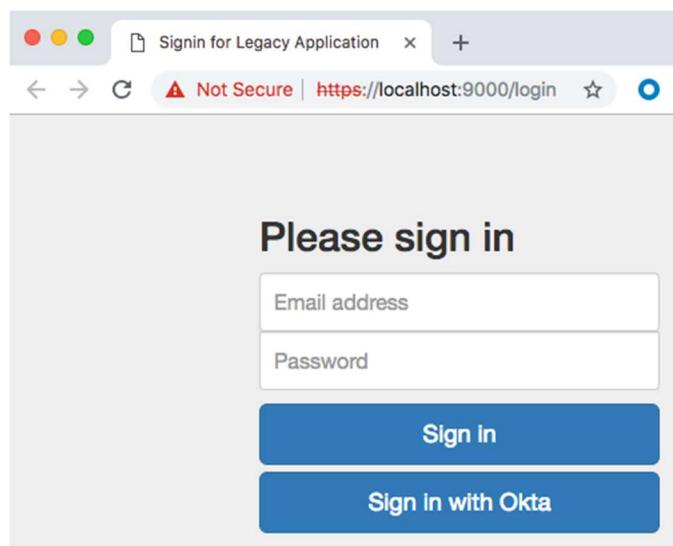 Signin for Legacy Application
Not Secure | https://localhost:9000/login
Please sign in
Email address
Password
Sign in
Sign in with Okta